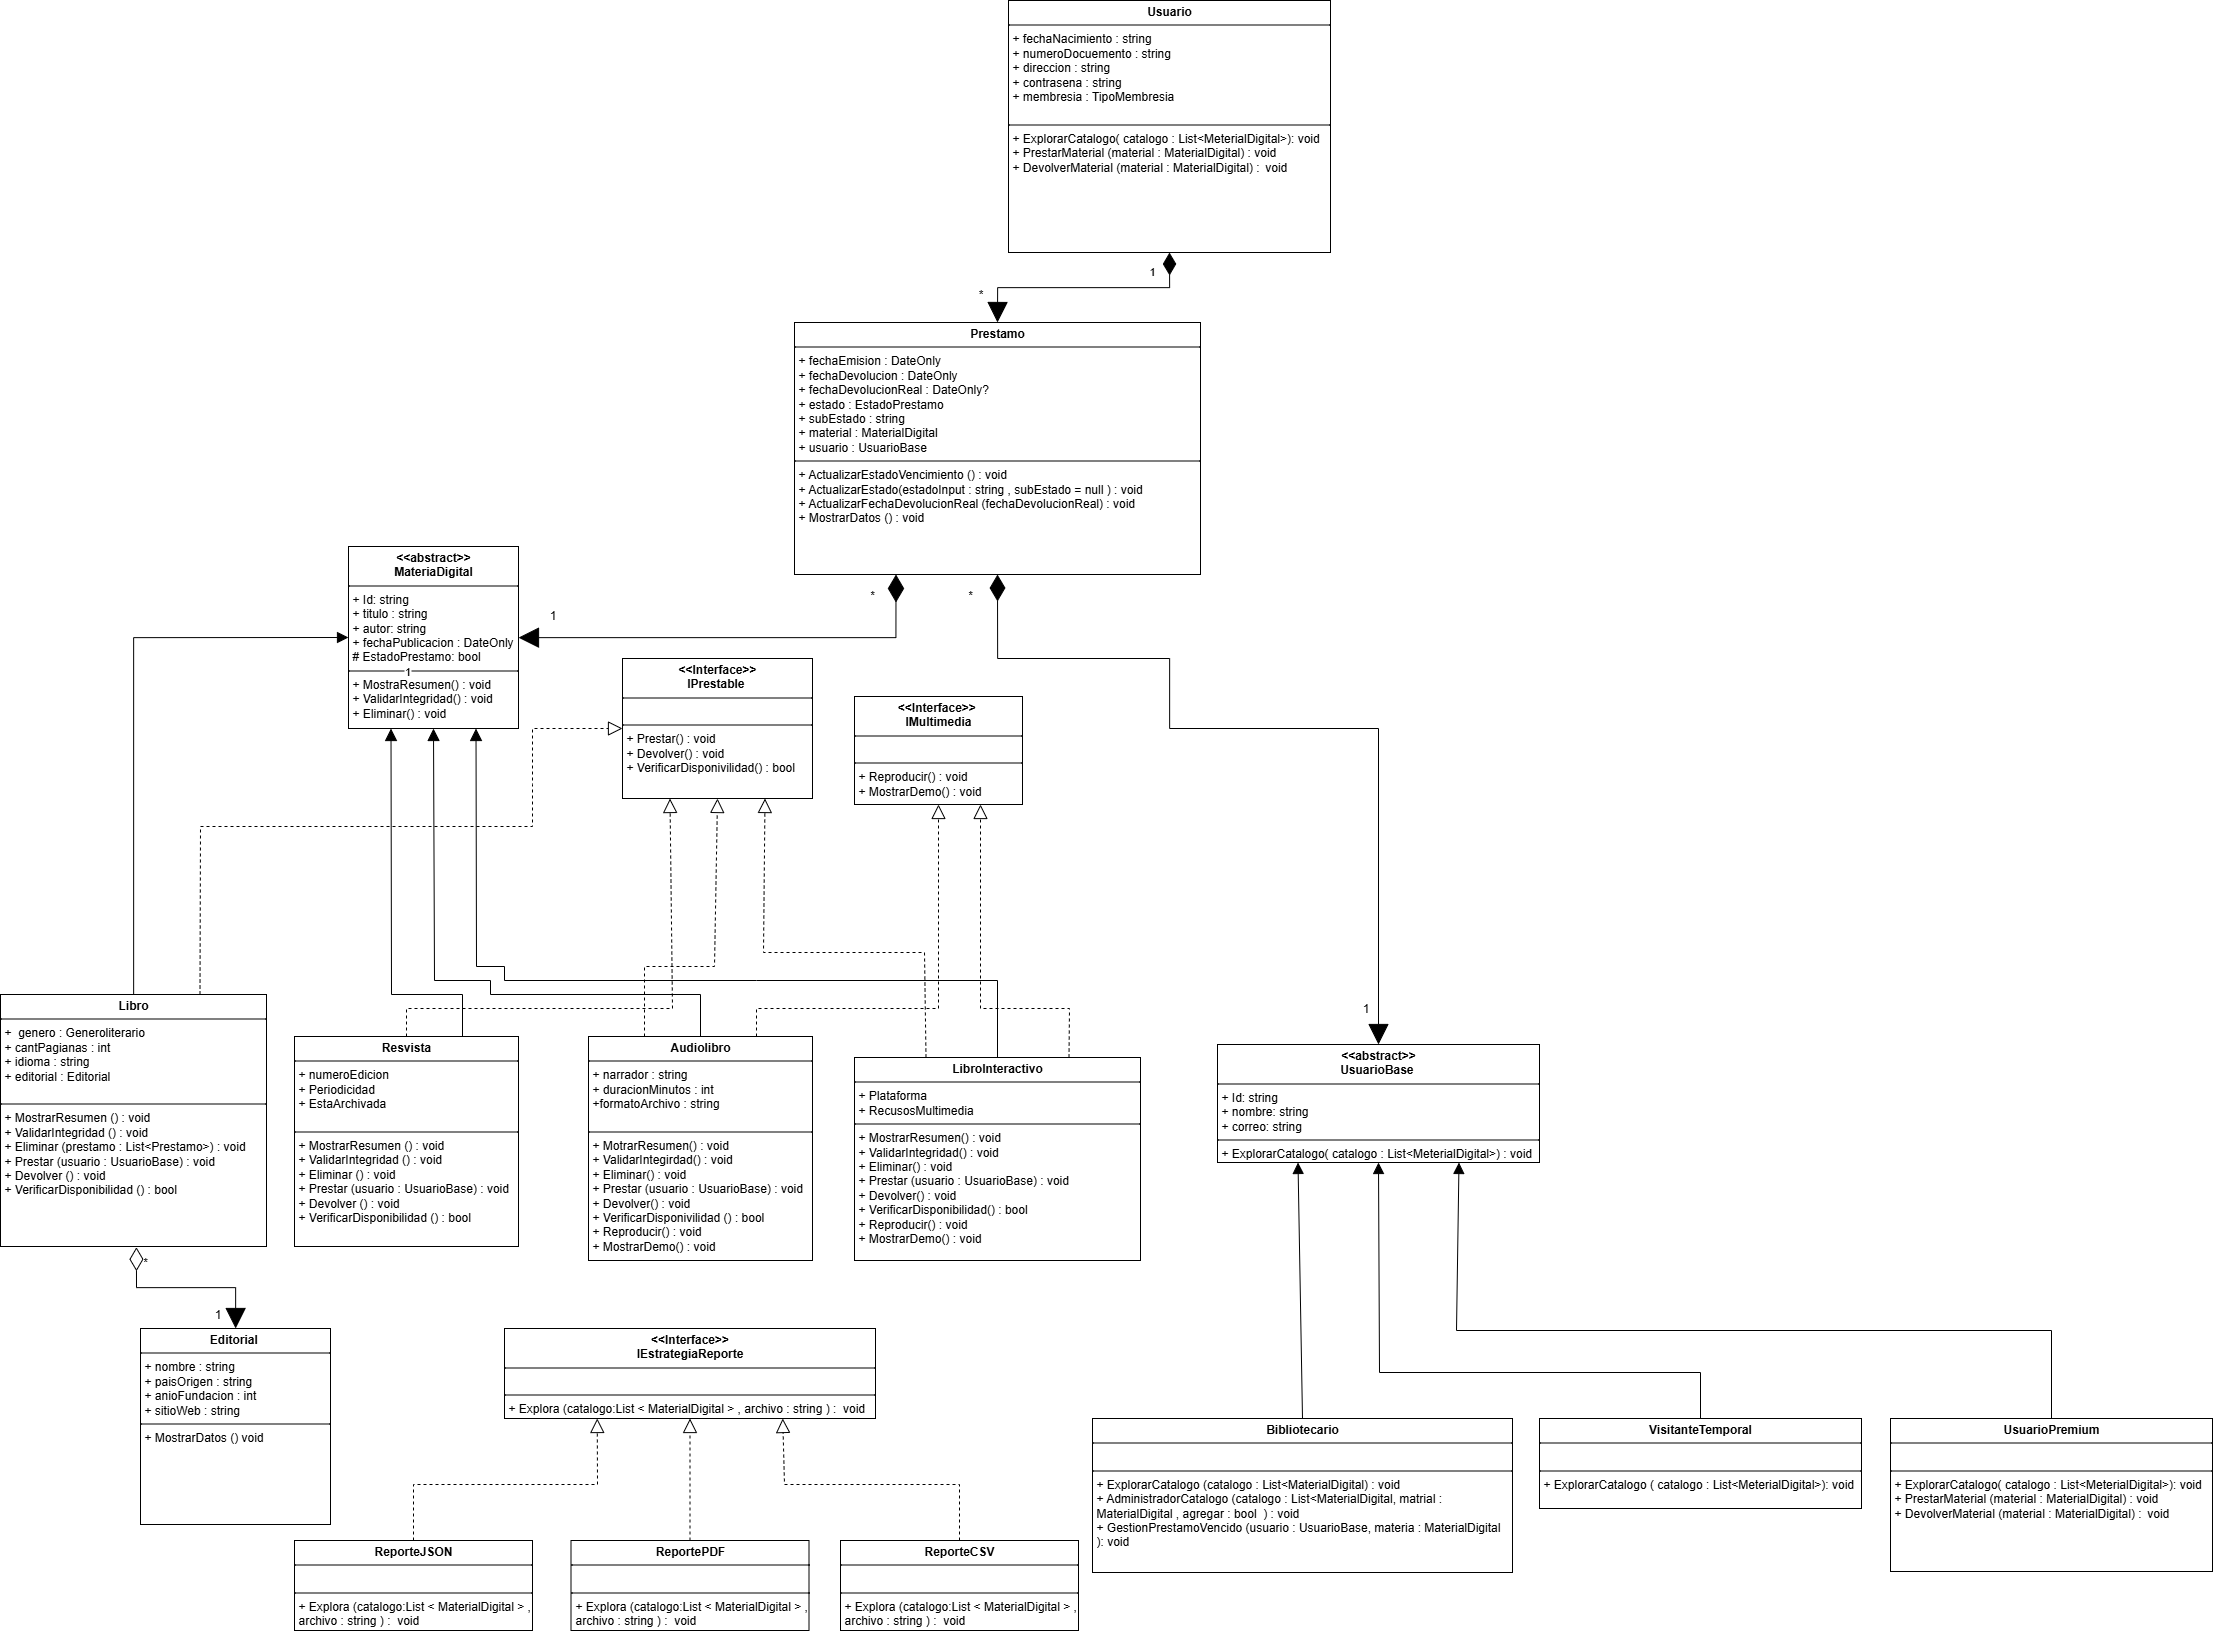 Usuario
+ fechaNacimiento : string
+ numeroDocuemento : string
+ direccion : string
+ contrasena : string
+ membresia : TipoMembresia
+ ExplorarCatalogo( catalogo : List<MeterialDigital>): void
+ PrestarMaterial (material : MaterialDigital) : void
+ DevolverMaterial (material : MaterialDigital) :  void
1
*
Prestamo
+ fechaEmision : DateOnly
+ fechaDevolucion : DateOnly
+ fechaDevolucionReal : DateOnly?
+ estado : EstadoPrestamo
+ subEstado : string
+ material : MaterialDigital
+ usuario : UsuarioBase
+ ActualizarEstadoVencimiento () : void
+ ActualizarEstado(estadoInput : string , subEstado = null ) : void
+ ActualizarFechaDevolucionReal (fechaDevolucionReal) : void
+ MostrarDatos () : void
*
*
1
<<abstract>>
MateriaDigital
+ Id: string
+ titulo : string
+ autor: string
+ fechaPublicacion : DateOnly
# EstadoPrestamo: bool
1
+ MostraResumen() : void
+ ValidarIntegridad() : void
+ Eliminar() : void
<<Interface>>
IPrestable
+ Prestar() : void
+ Devolver() : void
+ VerificarDisponivilidad() : bool
<<Interface>>
IMultimedia
+ Reproducir() : void
+ MostrarDemo() : void
Libro
+  genero : Generoliterario
+ cantPagianas : int
+ idioma : string
+ editorial : Editorial
+ MostrarResumen () : void
+ ValidarIntegridad () : void
+ Eliminar (prestamo : List<Prestamo>) : void
+ Prestar (usuario : UsuarioBase) : void
+ Devolver () : void
+ VerificarDisponibilidad () : bool
Resvista
+ numeroEdicion
+ Periodicidad
+ EstaArchivada
+ MostrarResumen () : void
+ ValidarIntegridad () : void
+ Eliminar () : void
+ Prestar (usuario : UsuarioBase) : void
+ Devolver () : void
+ VerificarDisponibilidad () : bool
Audiolibro
+ narrador : string
+ duracionMinutos : int
+formatoArchivo : string
+ MotrarResumen() : void
+ ValidarIntegirdad() : void
+ Eliminar() : void
+ Prestar (usuario : UsuarioBase) : void
+ Devolver() : void
+ VerificarDisponivilidad () : bool
+ Reproducir() : void
+ MostrarDemo() : void
LibroInteractivo
+ Plataforma
+ RecusosMultimedia
+ MostrarResumen() : void
+ ValidarIntegridad() : void
+ Eliminar() : void
+ Prestar (usuario : UsuarioBase) : void
+ Devolver() : void
+ VerificarDisponibilidad() : bool
+ Reproducir() : void
+ MostrarDemo() : void
1
<<abstract>>
UsuarioBase
+ Id: string
+ nombre: string
+ correo: string
+ ExplorarCatalogo( catalogo : List<MeterialDigital>) : void
*
1
Editorial
+ nombre : string
+ paisOrigen : string
+ anioFundacion : int
+ sitioWeb : string
+ MostrarDatos () void
<<Interface>>
IEstrategiaReporte
+ Explora (catalogo:List < MaterialDigital > , archivo : string ) :  void
ReporteJSON
+ Explora (catalogo:List < MaterialDigital > ,
archivo : string ) :  void
ReportePDF
+ Explora (catalogo:List < MaterialDigital > ,
archivo : string ) :  void
ReporteCSV
+ Explora (catalogo:List < MaterialDigital > ,
archivo : string ) :  void
Bibliotecario
+ ExplorarCatalogo (catalogo : List<MaterialDigital) : void
+ AdministradorCatalogo (catalogo : List<MaterialDigital, matrial :
MaterialDigital , agregar : bool  ) : void
+ GestionPrestamoVencido (usuario : UsuarioBase, materia : MaterialDigital
): void
VisitanteTemporal
+ ExplorarCatalogo ( catalogo : List<MeterialDigital>): void
UsuarioPremium
+ ExplorarCatalogo( catalogo : List<MeterialDigital>): void
+ PrestarMaterial (material : MaterialDigital) : void
+ DevolverMaterial (material : MaterialDigital) :  void